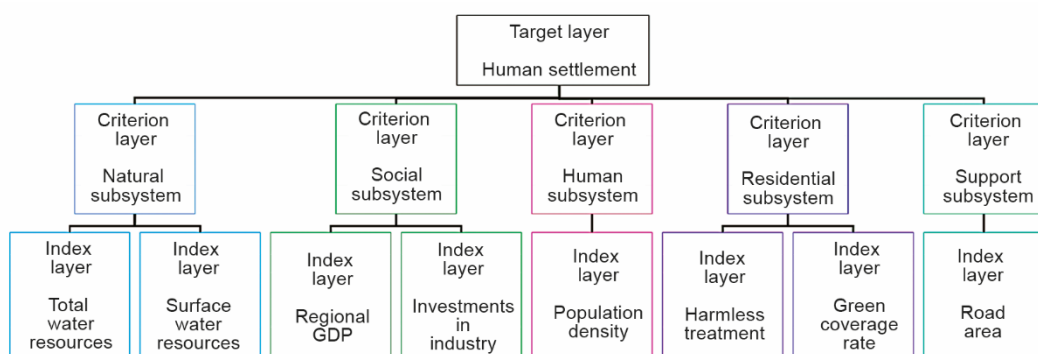 Target layer
Human settlement
Criterion
layer
Natural
subsystem
Criterion
layer
Social
subsystem
Criterion
layer
Human
subsystem
Criterion
layer
Residential
subsystem
Criterion
layer
Support
subsystem
Index
layer
Total
water
resources
Index
layer
Surface
water
resources
Index
layer
Regional
GDP
Index
layer
Investments
in
industry
Index
layer
Population
density
Index
layer
Harmless
treatment
Index
layer
Green
coverage
rate
Index
layer
Road
area